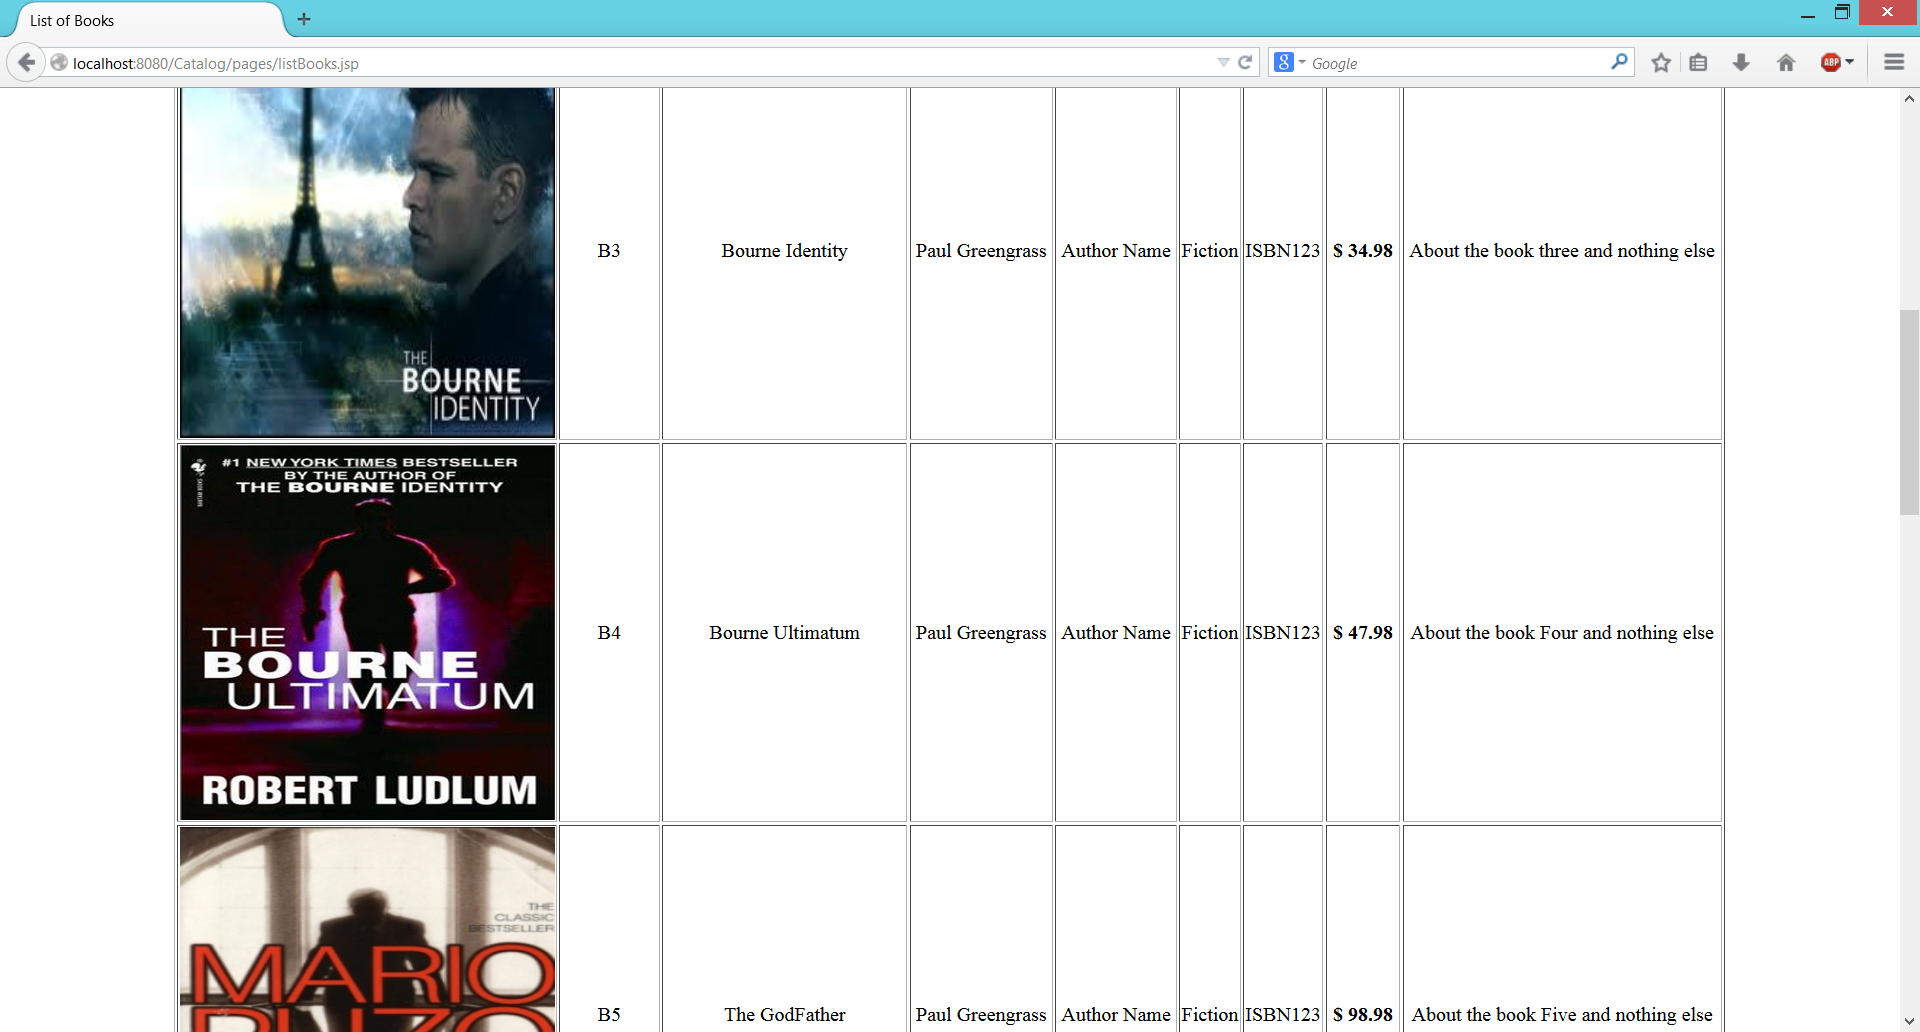 List of Books
localhost:8080/Catalog/pages/listBooks.jsp
Google
ABP
THE
BOURNE
IDENTITY
B3
Bourne Identity
Paul Greengrass
Author Name
Fiction
ISBN123
$ 34.98
About the book three and nothing else
#1 NEW YORK TIMES BESTSELLER
BY THE AUTHOR OF
THE BOURNE IDENTITY
THE
BOURNE
ULTIMATUM
ROBERT LUDLUM
B4
Bourne Ultimatum
Paul Greengrass
Author Name
Fiction
ISBN123
$ 47.98
About the book Four and nothing else
THE
CLASSIC
BESTSELLER
MARIO
PUZO
B5
The GodFather
Paul Greengrass
Author Name
Fiction
ISBN123
$ 98.98
About the book Five and nothing else